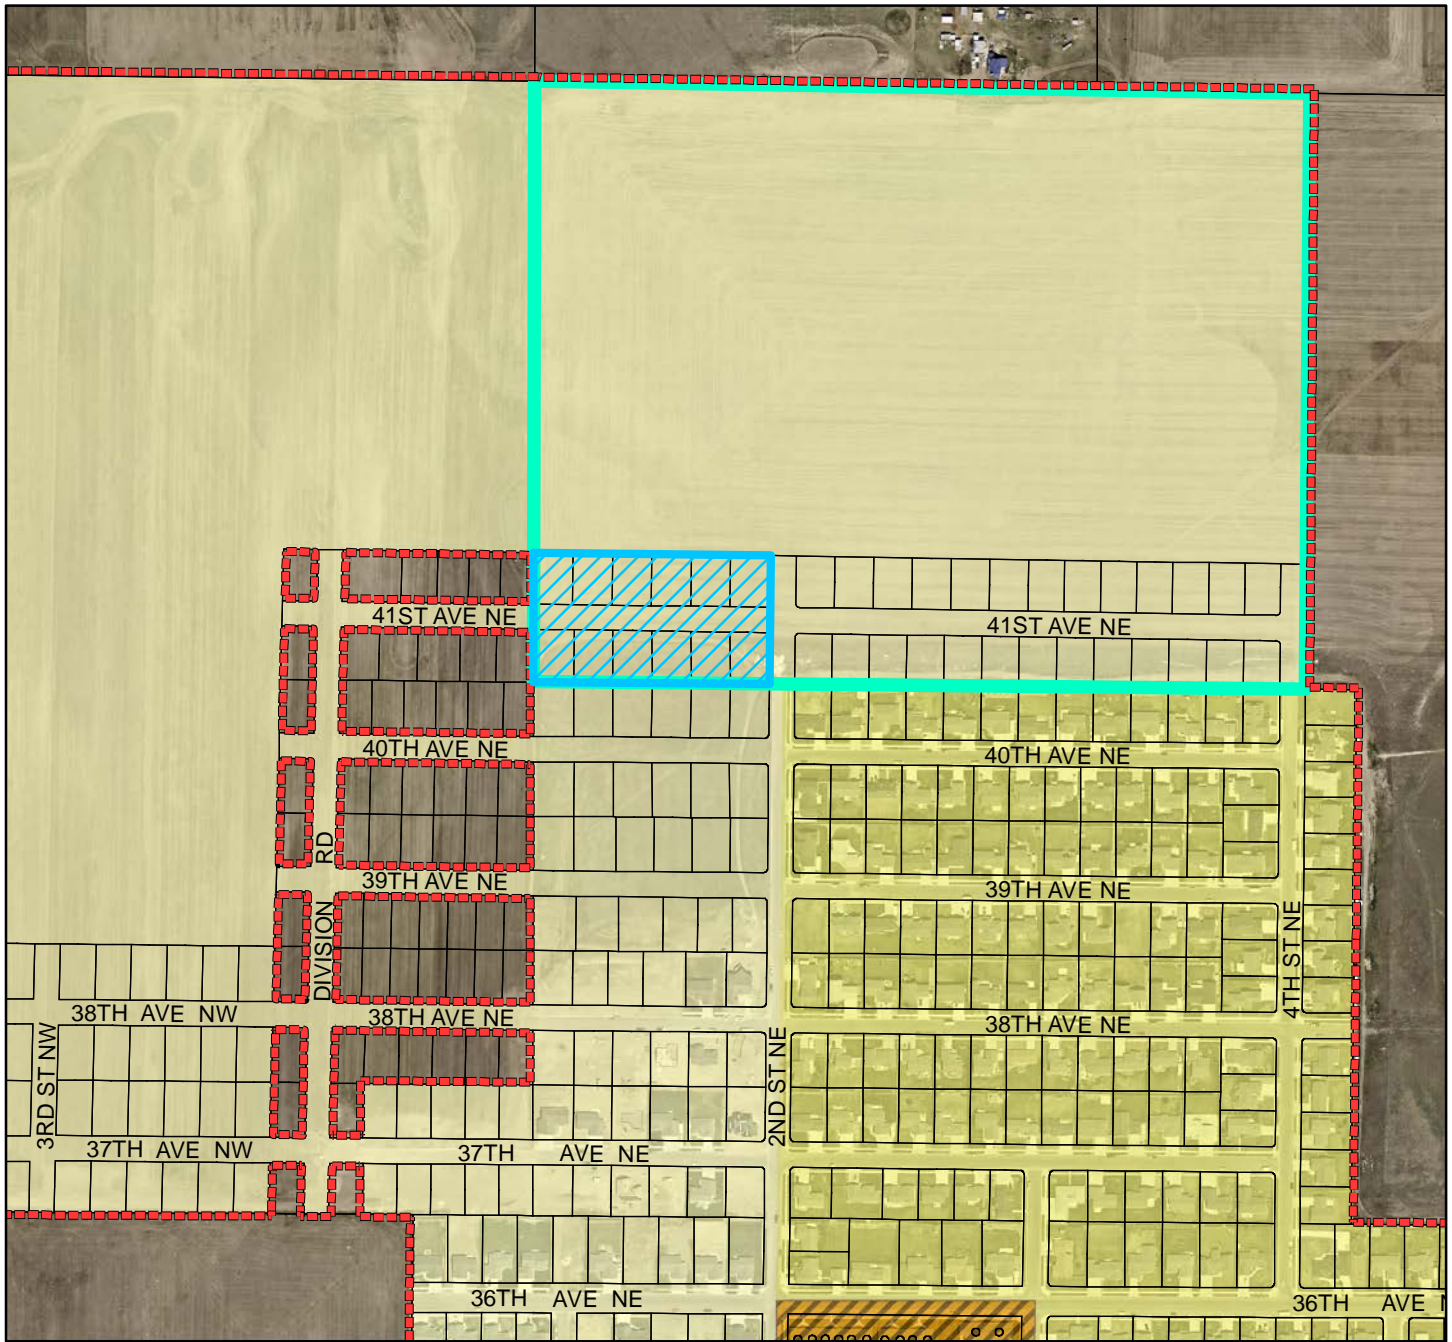 41ST AVE NE
41ST AVE NE
40TH AVE NE
40TH AVE NE
RD
39TH AVE NE
39TH AVE NE
DIVISION
4TH ST NE
38TH AVE NW
38TH AVE NE
38TH AVE NE
3RD ST NW
2ND ST NE
37TH AVE NW
37TH AVE NE
36TH AVE NE
36TH AVE